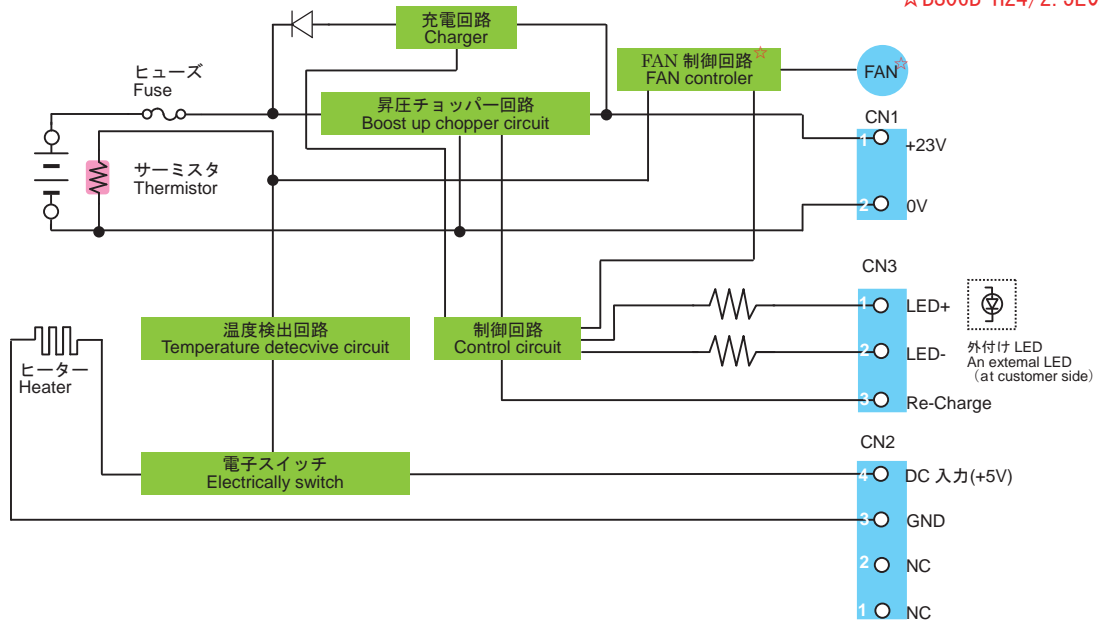 充電回路
Charger
FAN 制御回路☆
FAN controler
FAN☆
ヒューズ
Fuse
昇圧チョッパー回路
Boost up chopper circuit
CN1
1
+23V
サーミスタ
Thermistor
2
0V
CN3
1
LED+
温度検出回路
Temperature detecvive circuit
制御回路
Control circuit
2
LED-
外付け LED
An extemal LED
（at customer side）
ヒーター
Heater
3
Re-Charge
CN2
電子スイッチ
Electrically switch
4
DC 入力(+5V)
3
GND
2
NC
1
NC